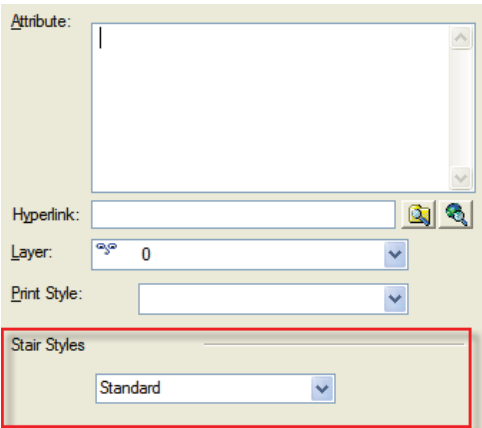 Attribute:
Hyperlink:
Layer: 0
Print Style:
Stair Styles
Standard